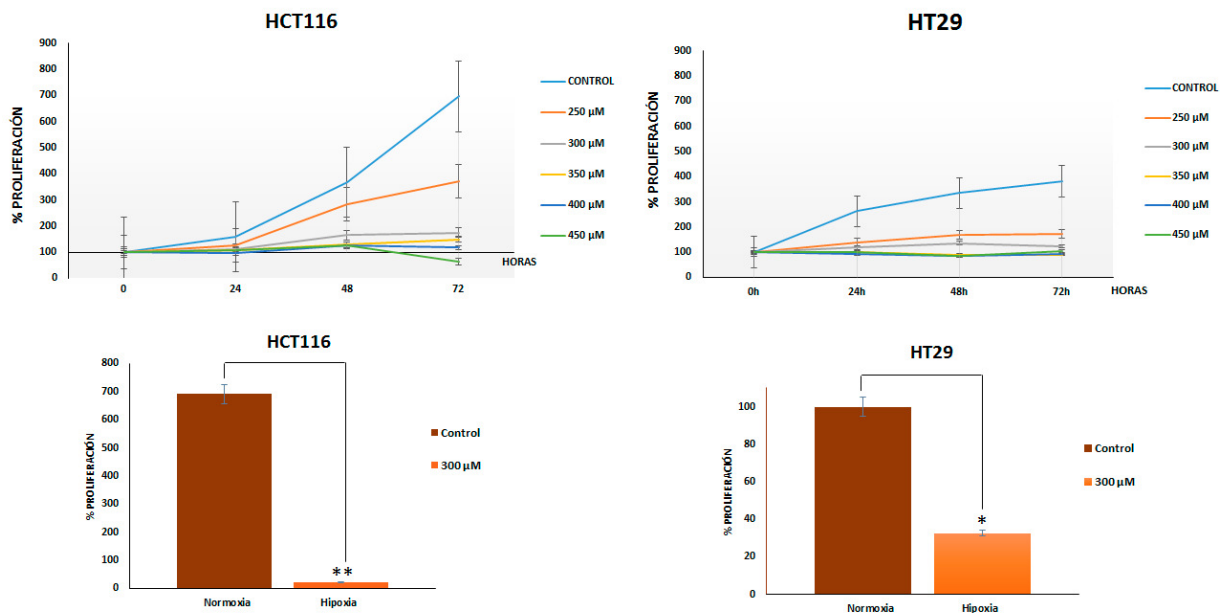 HCT116
% PROLIFERACIÓN
900
800
700
600
500
400
300
200
100
0
0
24
48
72
HORAS
CONTROL
250 µM
300 µM
350 µM
400 µM
450 µM
HT29
% PROLIFERACIÓN
900
800
700
600
500
400
300
200
100
0
0h
24h
48h
72h
HORAS
CONTROL
250 µM
300 µM
350 µM
400 µM
450 µM
HCT116
% PROLIFERACIÓN
800
700
600
500
400
300
200
100
0
**
Normoxia
Hipoxia
Control
300 µM
HT29
% PROLIFERACIÓN
100
80
60
40
20
0
*
Normoxia
Hipoxia
Control
300 µM